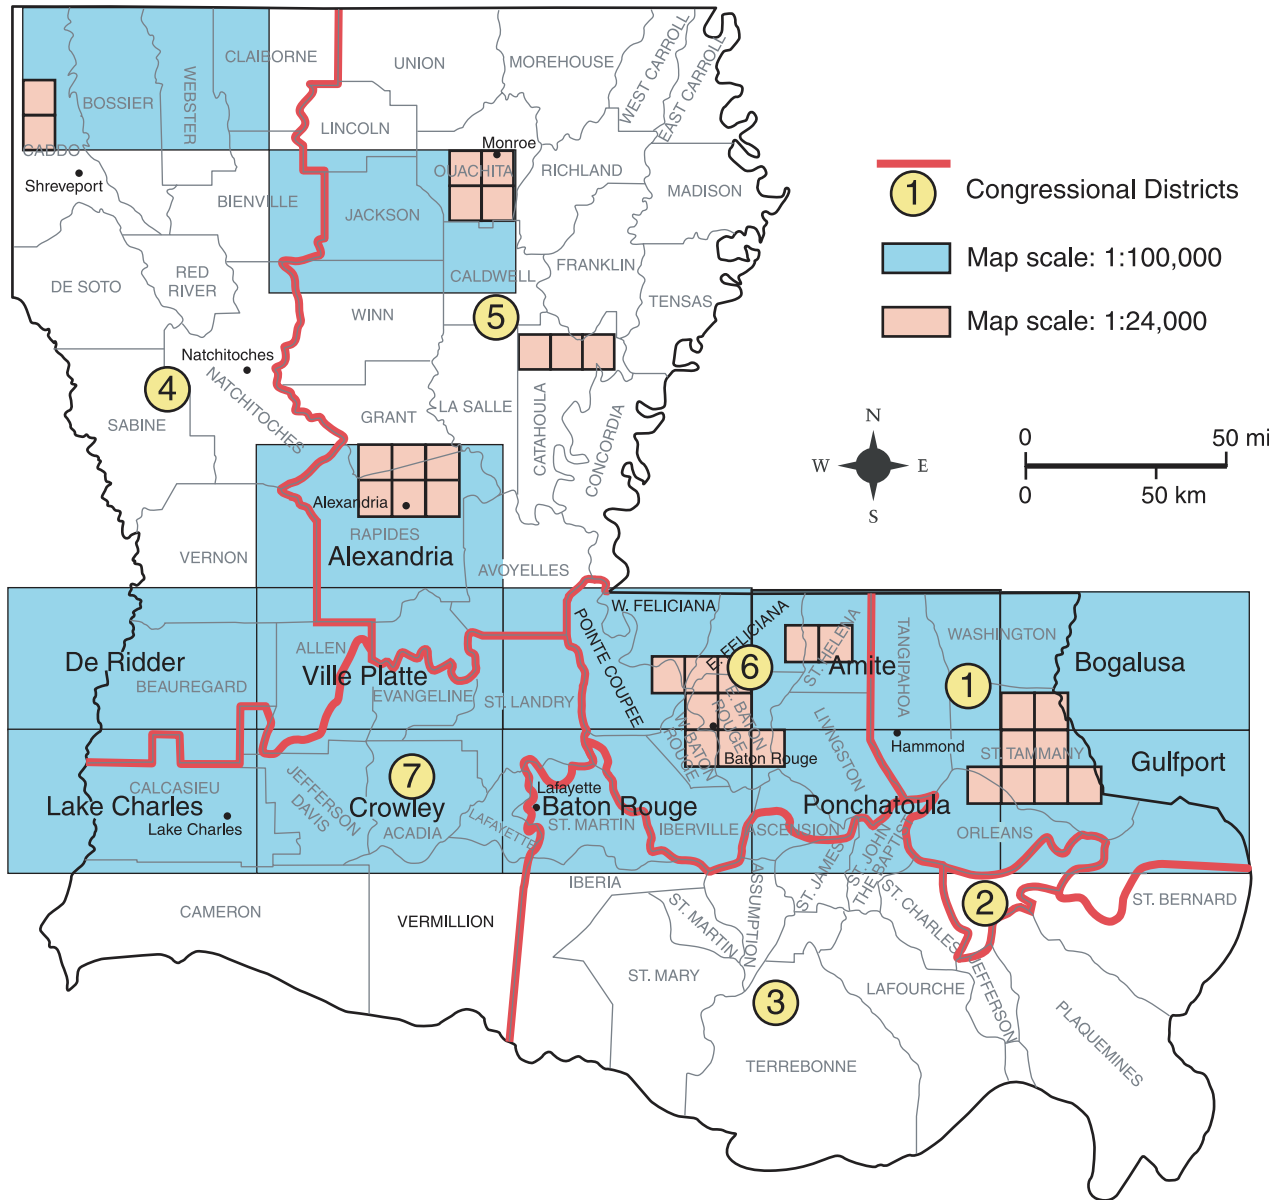 CLAIBORNE
UNION
MOREHOUSE
WEST CARROLL
EAST CARROLL
BOSSIER
WEBSTER
LINCOLN
Monroe
CADDO
OUACHITA
RICHLAND
Shreveport
MADISON
BIENVILLE
JACKSON
DE SOTO
RED
RIVER
CALDWELL
FRANKLIN
TENSAS
WINN
5
Natchitoches
4
NATCHITOCHES
SABINE
GRANT
LA SALLE
CATAHOULA
CONCORDIA
1
Congressional Districts
Map scale: 1:100,000
Map scale: 1:24,000
N
W
E
S
0
50 mi
0
50 km
Alexandria
RAPIDES
VERNON
Alexandria
AVOYELLES
W. FELICIANA
E. FELICIANA
POINTE COUPEE
ST. HELENA
TANGIPAHOA
WASHINGTON
ALLEN
De Ridder
BEAUREGARD
Ville Platte
EVANGELINE
ST. LANDRY
6
Amite
1
Bogalusa
E. BATON
ROUGE
W. BATON
ROUGE
LIVINGSTON
Baton Rouge
Hammond
ST. TAMMANY
Gulfport
CALCASIEU
Lake Charles
Lake Charles
JEFFERSON
DAVIS
7
Crowley
ACADIA
LAFAYETTE
Lafayette
Baton Rouge
ST. MARTIN
IBERVILLE
ASCENSION
Ponchatoula
ORLEANS
ST. JAMES
ST. JOHN
THE BAPTIST
ST. CHARLES
IBERIA
ASSUMPTION
2
ST. BERNARD
CAMERON
VERMILLION
ST. MARTIN
ST. MARY
3
LAFOURCHE
JEFFERSON
PLAQUEMINES
TERREBONNE